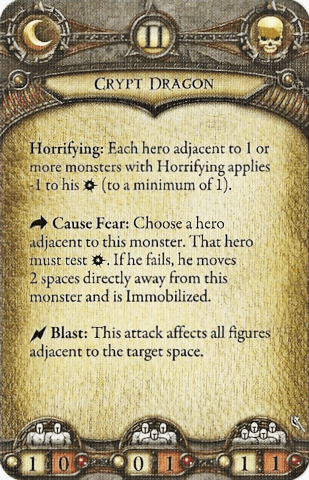 II
CRYPT DRAGON
Horrifying: Each hero adjacent to 1 or
more monsters with Horrifying applies
-1 to his (to a minimum of 1).
Cause Fear: Choose a hero
adjacent to this monster. That hero
must test . If he fails, he moves
2 spaces directly away from this
monster and is Immobilized.
Blast: This attack affects all figures
adjacent to the target space.
1 0 0 1 1 1